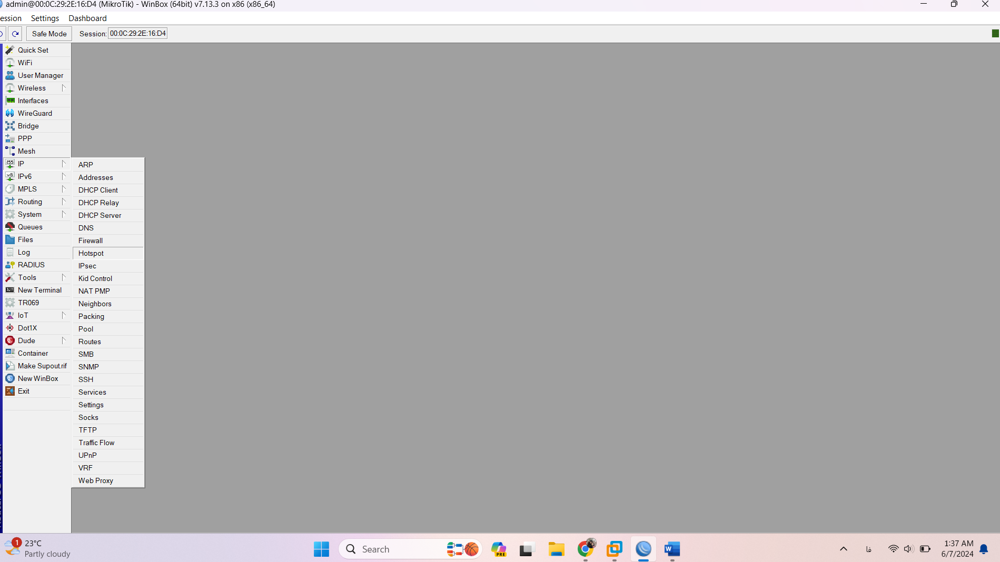 admin@00:0C:29:2E:16:D4 (MikroTik) - WinBox (64bit) v7.13.3 on x86 (x86_64)
ession Settings Dashboard
Safe Mode Session: 00:0C:29:2E:16:D4
Quick Set
WiFi
User Manager
Wireless
Interfaces
WireGuard
Bridge
PPP
Mesh
IP
IPv6
MPLS
Routing
System
Queues
Files
Log
RADIUS
Tools
New Terminal
TR069
IoT
Dot1X
Dude
Container
Make Supout.rif
New WinBox
Exit
ARP
Addresses
DHCP Client
DHCP Relay
DHCP Server
DNS
Firewall
Hotspot
IPsec
Kid Control
NAT PMP
Neighbors
Packing
Pool
Routes
SMB
SNMP
SSH
Services
Settings
Socks
TFTP
Traffic Flow
UPnP
VRF
Web Proxy
1
23°C
Partly cloudy
Search
PRE
فا
1:37 AM
6/7/2024